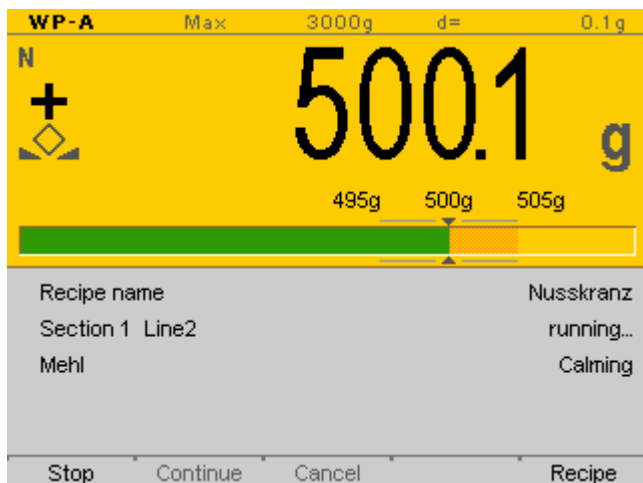 WP-A Max 3000g d= 0.1g
N
+
500.1 g
495g 500g 505g
Recipe name Nusskranz
Section 1 Line2 running...
Mehl Calming
Stop Continue Cancel Recipe